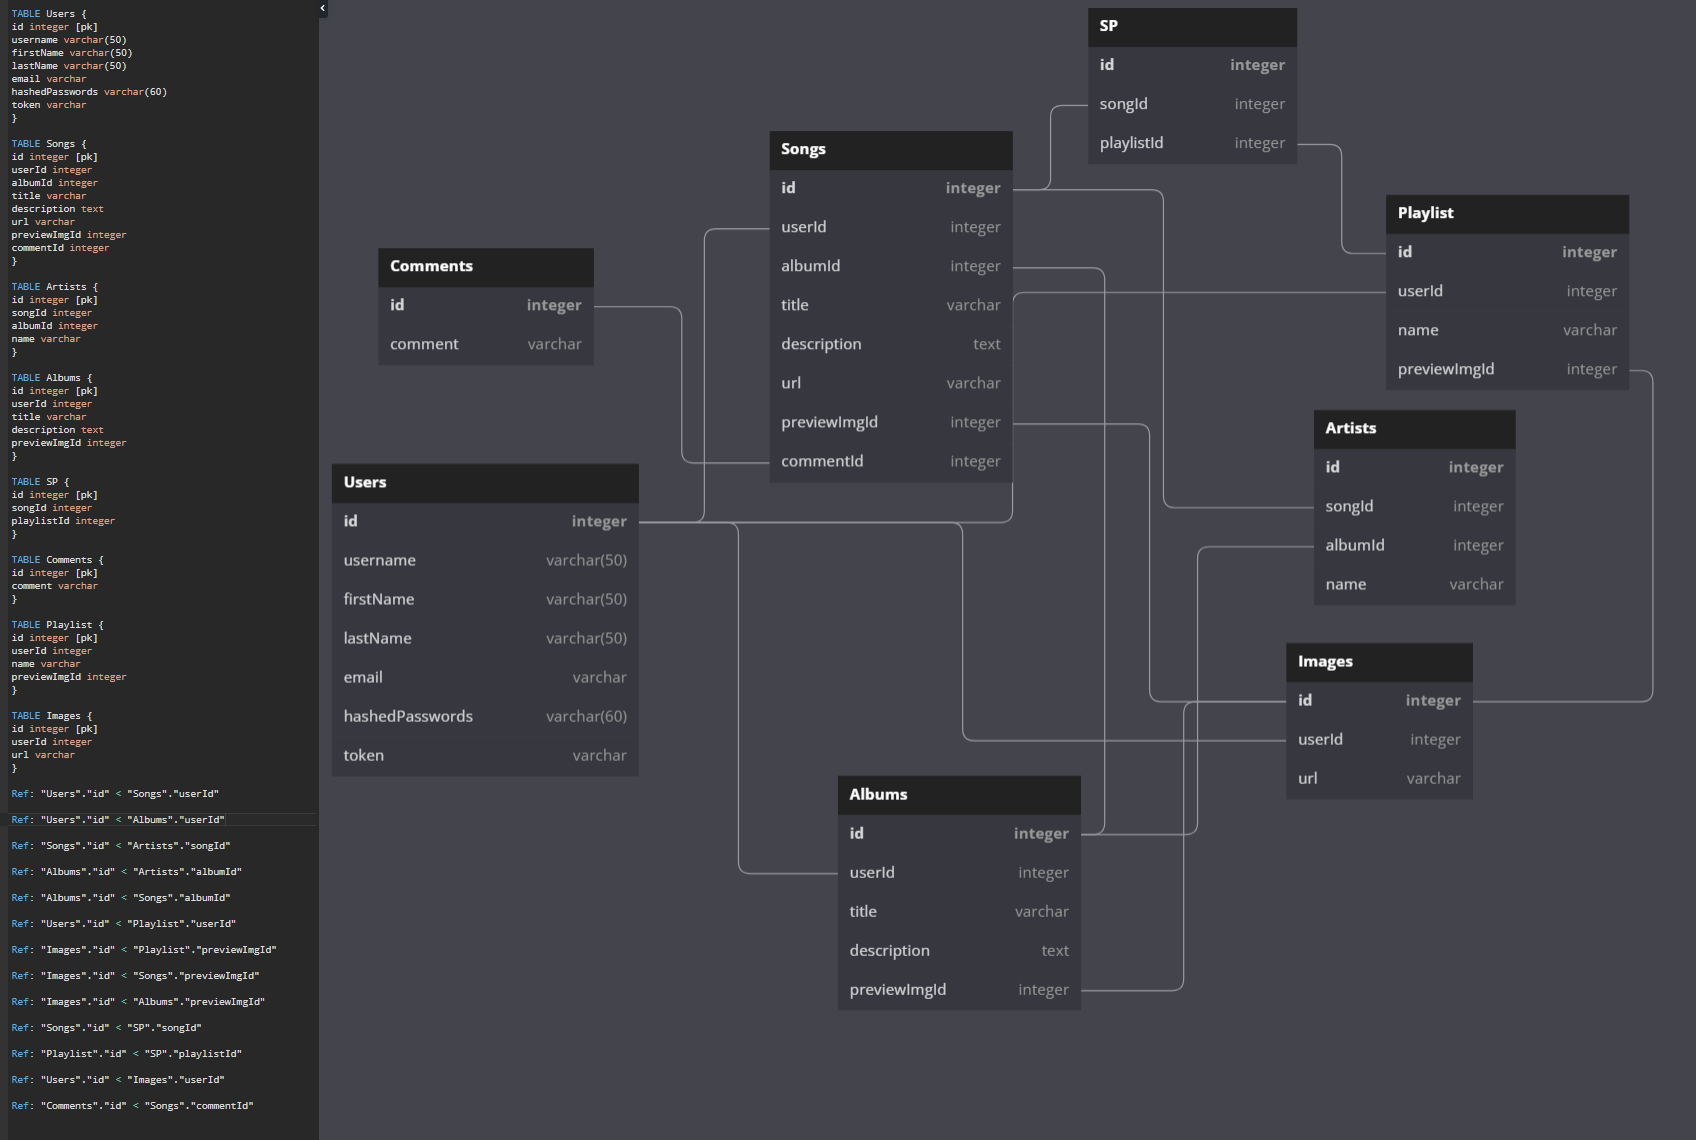 TABLE Users {
id integer [pk]
username varchar(50)
firstName varchar(50)
lastName varchar(50)
email varchar
hashedPasswords varchar(60)
token varchar
}
TABLE Songs {
id integer [pk]
userId integer
albumId integer
title varchar
description text
url varchar
previewImgId integer
commentId integer
}
TABLE Artists {
id integer [pk]
songId integer
albumId integer
name varchar
}
TABLE Albums {
id integer [pk]
userId integer
title varchar
description text
previewImgId integer
}
TABLE SP {
id integer [pk]
songId integer
playlistId integer
}
TABLE Comments {
id integer [pk]
comment varchar
}
TABLE Playlist {
id integer [pk]
userId integer
name varchar
previewImgId integer
}
TABLE Images {
id integer [pk]
userId integer
url varchar
}
Ref: "Users"."id" < "Songs"."userId"
Ref: "Users"."id" < "Albums"."userId"
Ref: "Songs"."id" < "Artists"."songId"
Ref: "Albums"."id" < "Artists"."albumId"
Ref: "Albums"."id" < "Songs"."albumId"
Ref: "Users"."id" < "Playlist"."userId"
Ref: "Images"."id" < "Playlist"."previewImgId"
Ref: "Images"."id" < "Songs"."previewImgId"
Ref: "Images"."id" < "Albums"."previewImgId"
Ref: "Songs"."id" < "SP"."songId"
Ref: "Playlist"."id" < "SP"."playlistId"
Ref: "Users"."id" < "Images"."userId"
Ref: "Comments"."id" < "Songs"."commentId"
SP
id integer
songId integer
playlistId integer
Songs
id integer
userId integer
albumId integer
title varchar
description text
url varchar
previewImgId integer
commentId integer
Playlist
id integer
userId integer
name varchar
previewImgId integer
Comments
id integer
comment varchar
Artists
id integer
songId integer
albumId integer
name varchar
Users
id integer
username varchar(50)
firstName varchar(50)
lastName varchar(50)
email varchar
hashedPasswords varchar(60)
token varchar
Images
id integer
userId integer
url varchar
Albums
id integer
userId integer
title varchar
description text
previewImgId integer